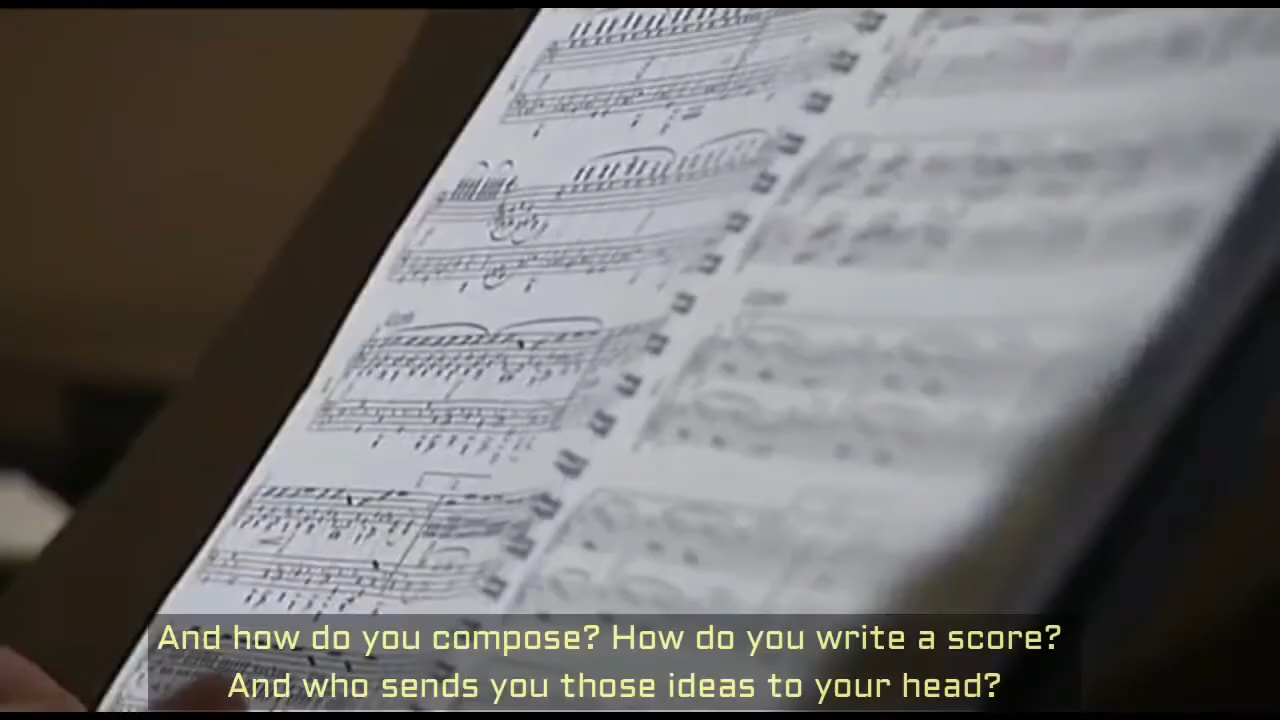 And how do you compose? How do you write a score?
And who sends you those ideas to your head?